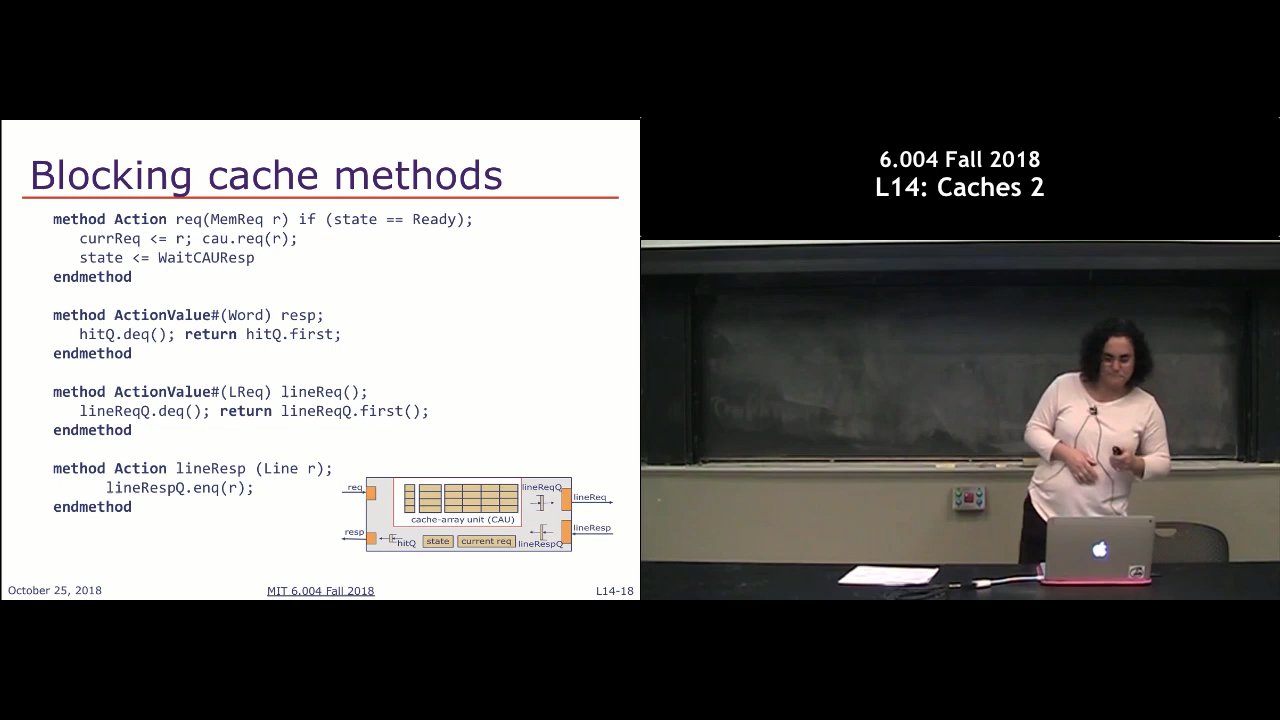 Blocking cache methods
method Action req(MemReq r) if (state == Ready);
currReq <= r; cau.req(r);
state <= WaitCAUResp
endmethod
method ActionValue#(Word) resp;
hitQ.deq(); return hitQ.first;
endmethod
method ActionValue#(LReq) lineReq();
lineReqQ.deq(); return lineReqQ.first();
endmethod
method Action lineResp (Line r);
lineRespQ.enq(r);
endmethod
req
lineReqQ
lineReq
cache-array unit (CAU)
resp
hitQ
state
current req
lineRespQ
lineResp
October 25, 2018
MIT 6.004 Fall 2018
L14-18
6.004 Fall 2018
L14: Caches 2